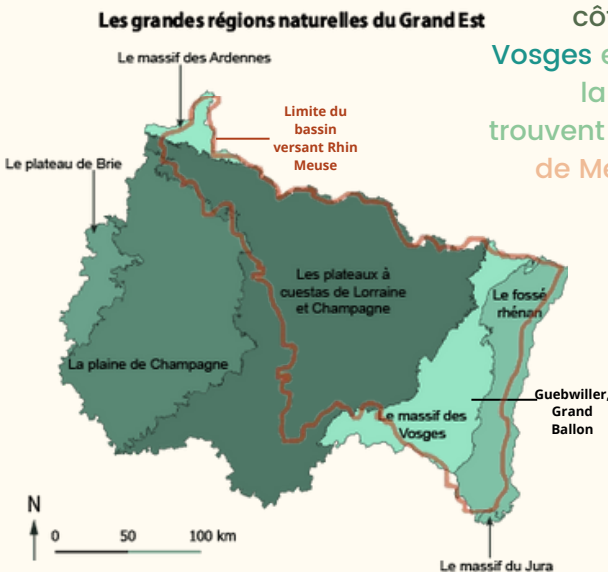 Les grandes régions naturelles du Grand Est
Le massif des Ardennes
Limite du
bassin
versant Rhin
Meuse
Le plateau de Brie
Les plateaux à
cuestas de Lorraine
et Champagne
Le fossé
rhénan
La plaine de Champagne
Guebwiller,
Grand
Ballon
Le massif des
Vosges
N
0 50 100 km
Le massif du Jura
Vosges
la
trouvent
de